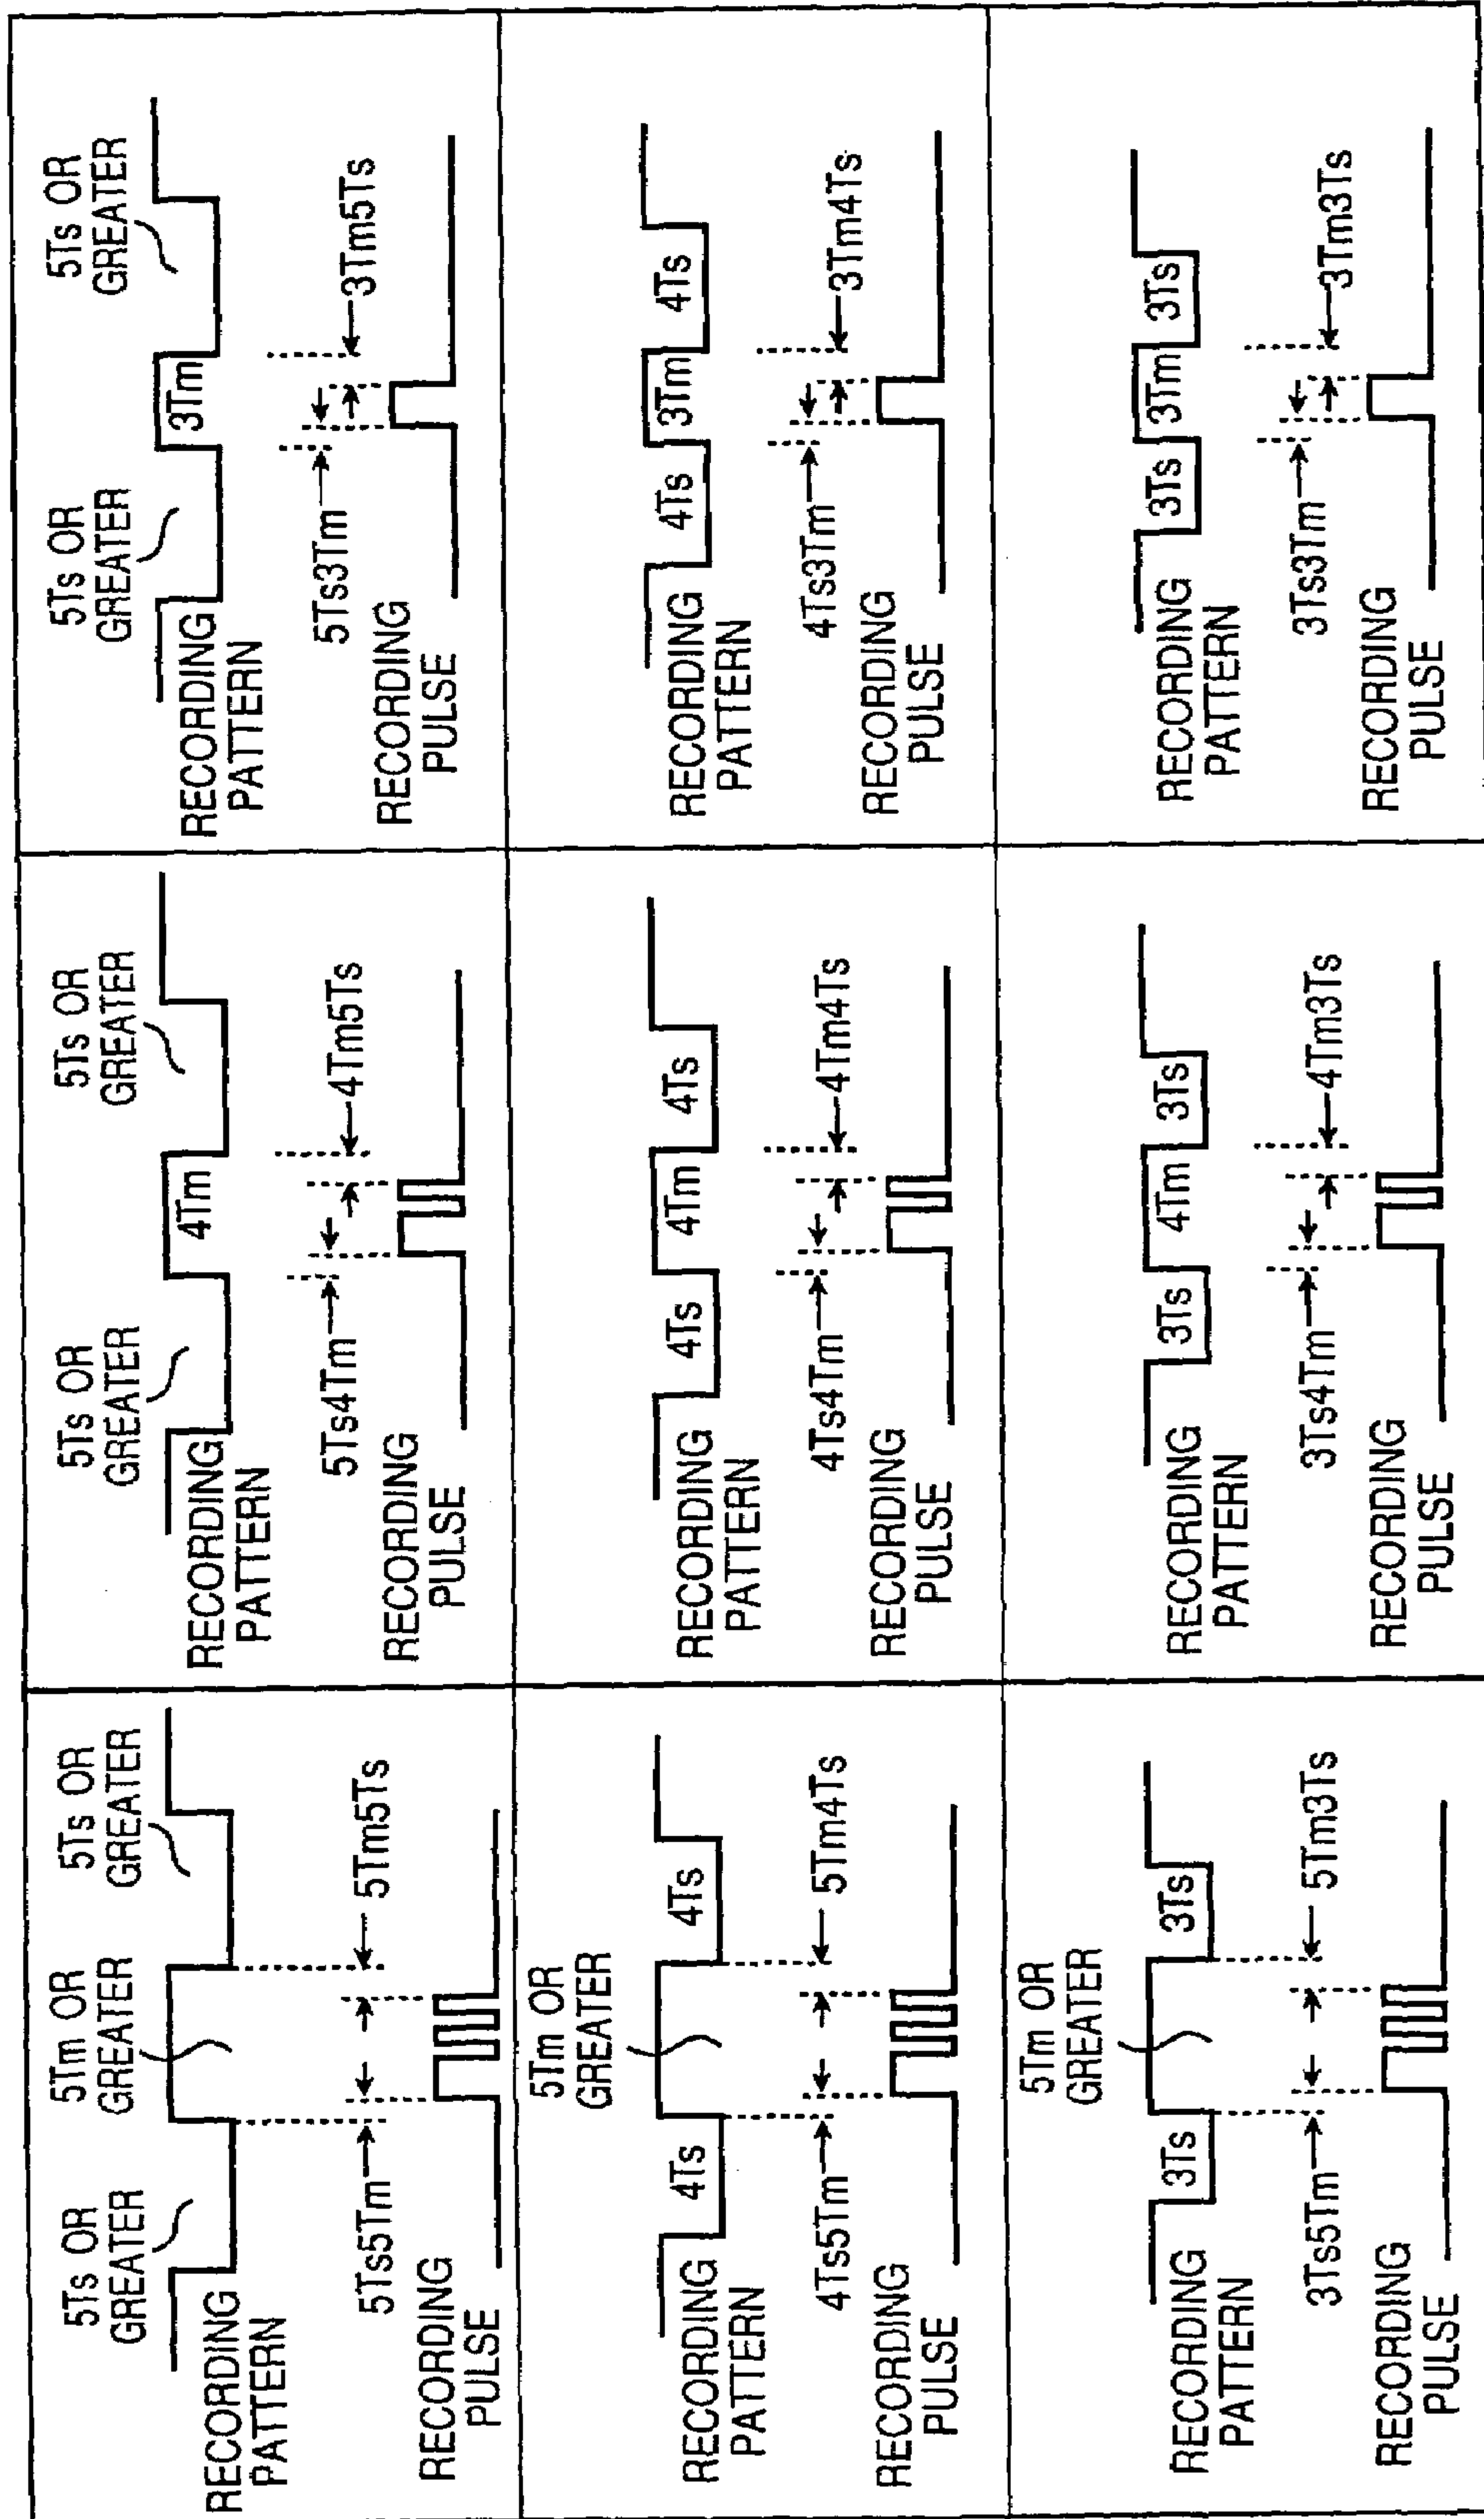 5Ts OR
GREATER
5Tm OR
GREATER
5Ts OR
GREATER
RECORDING
PATTERN
5Ts5Tm
5Tm5Ts
RECORDING
PULSE
5Ts OR
GREATER
4Tm
5Ts OR
GREATER
RECORDING
PATTERN
5Ts4Tm
4Tm5Ts
RECORDING
PULSE
5Ts OR
GREATER
3Tm
5Ts OR
GREATER
RECORDING
PATTERN
5Ts3Tm
3Tm5Ts
RECORDING
PULSE
5Tm OR
GREATER
4Ts
4Ts
RECORDING
PATTERN
4Ts5Tm
5Tm4Ts
RECORDING
PULSE
4Ts
4Tm
4Ts
RECORDING
PATTERN
4Ts4Tm
4Tm4Ts
RECORDING
PULSE
4Ts
3Tm
4Ts
RECORDING
PATTERN
4Ts3Tm
3Tm4Ts
RECORDING
PULSE
5Tm OR
GREATER
3Ts
3Ts
RECORDING
PATTERN
3Ts5Tm
5Tm3Ts
RECORDING
PULSE
3Ts
4Tm
3Ts
RECORDING
PATTERN
3Ts4Tm
4Tm3Ts
RECORDING
PULSE
3Ts
3Tm
3Ts
RECORDING
PATTERN
3Ts3Tm
3Tm3Ts
RECORDING
PULSE